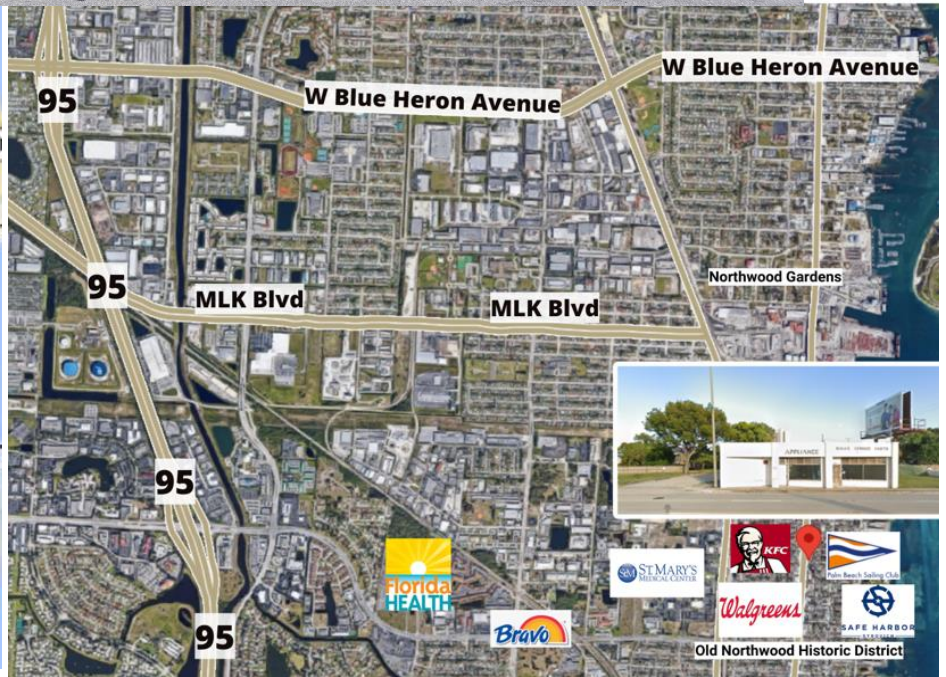 W Blue Heron Avenue
95
W Blue Heron Avenue
Northwood Gardens
95
MLK Blvd
MLK Blvd
APPLIANCE
95
Florida
HEALTH
ST MARY'S
MEDICAL CENTER
KFC
Palm Beach Sailing Club
Walgreens
SAFE HARBOR
Bravo
95
Old Northwood Historic District